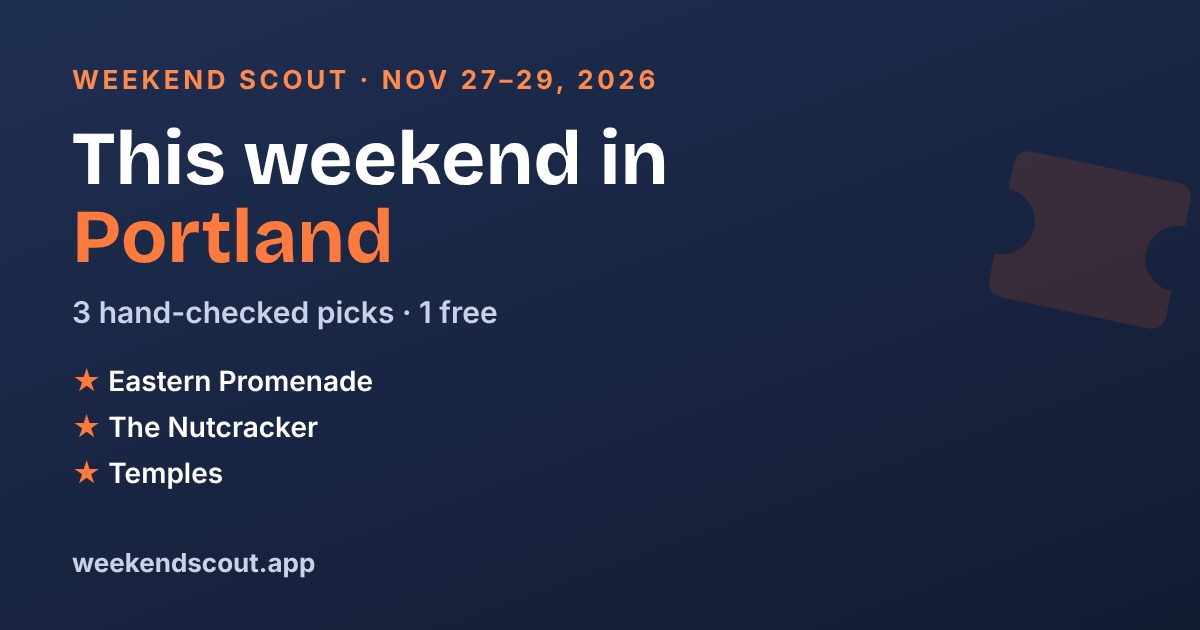 WEEKEND SCOUT · NOV 27–29, 2026
This weekend in
Portland
3 hand-checked picks · 1 free
★ Eastern Promenade
★ The Nutcracker
★ Temples
weekendscout.app